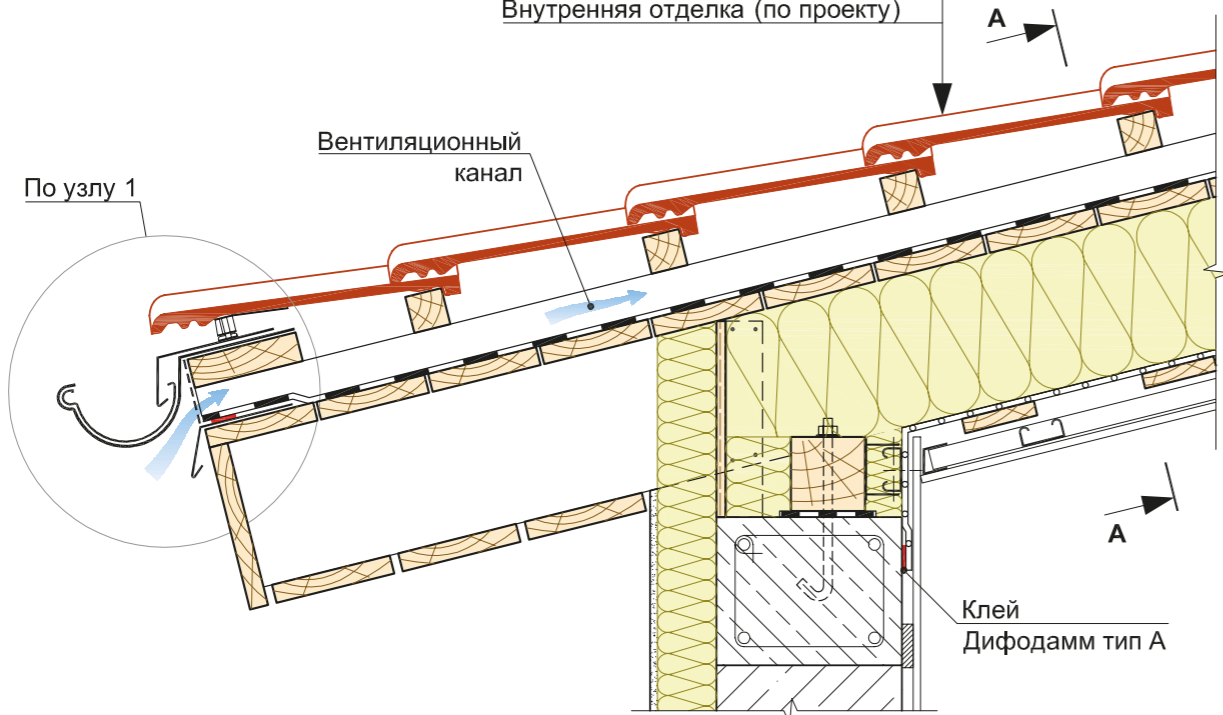 Внутренняя отделка (по проекту)
А
Вентиляционный
канал
По узлу 1
А
Клей
Дифодамм тип А